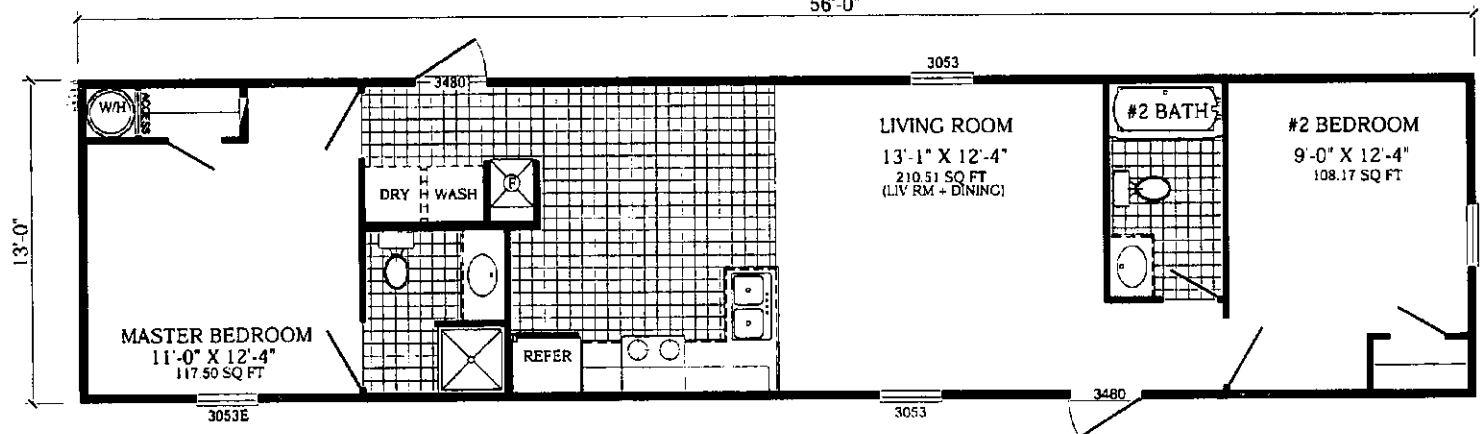 56'-0"
13'-0"
W/H
ACCESS
3480
3053
DRY
WASH
F
LIVING ROOM
13'-1" X 12'-4"
210.51 SQ FT
(LIV RM + DINING)
#2 BATH
#2 BEDROOM
9'-0" X 12'-4"
108.17 SQ FT
MASTER BEDROOM
11'-0" X 12'-4"
117.50 SQ FT
REFER
3053E
3053
3480